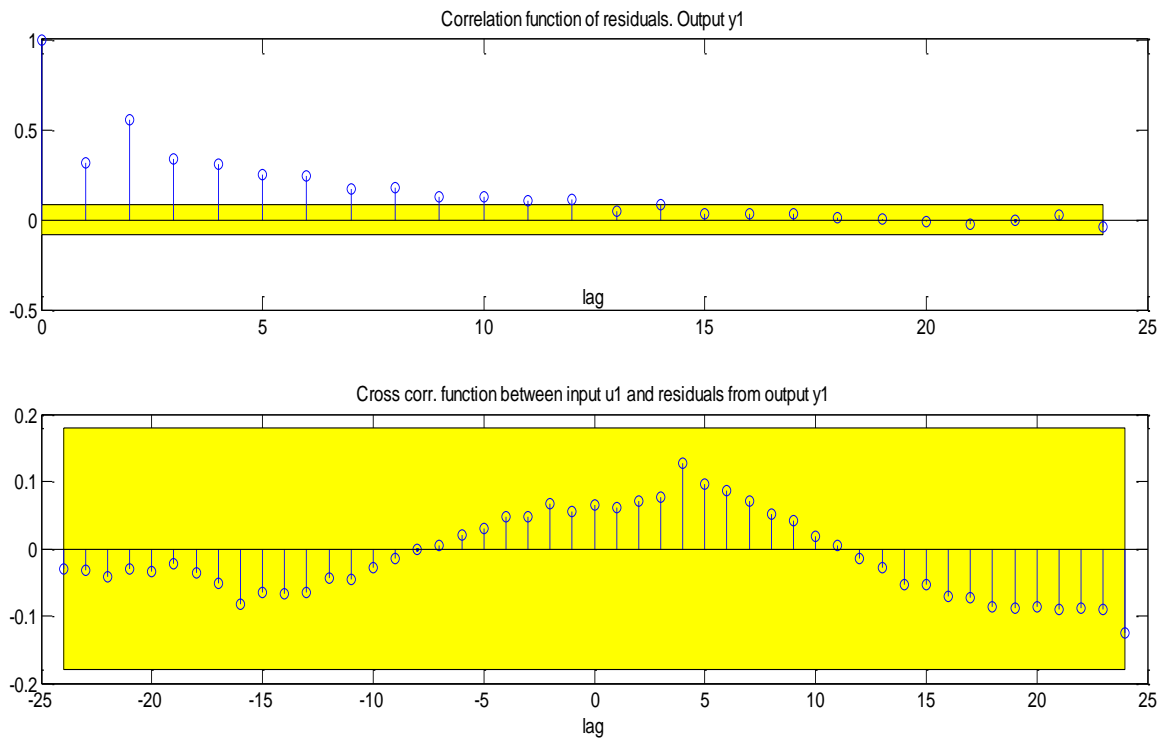 Correlation function of residuals. Output y1
1
0.5
0
-0.5
lag
0 5 10 15 20 25
Cross corr. function between input u1 and residuals from output y1
0.2
0.1
0
-0.1
-0.2
-25 -20 -15 -10 -5 0 5 10 15 20 25
lag